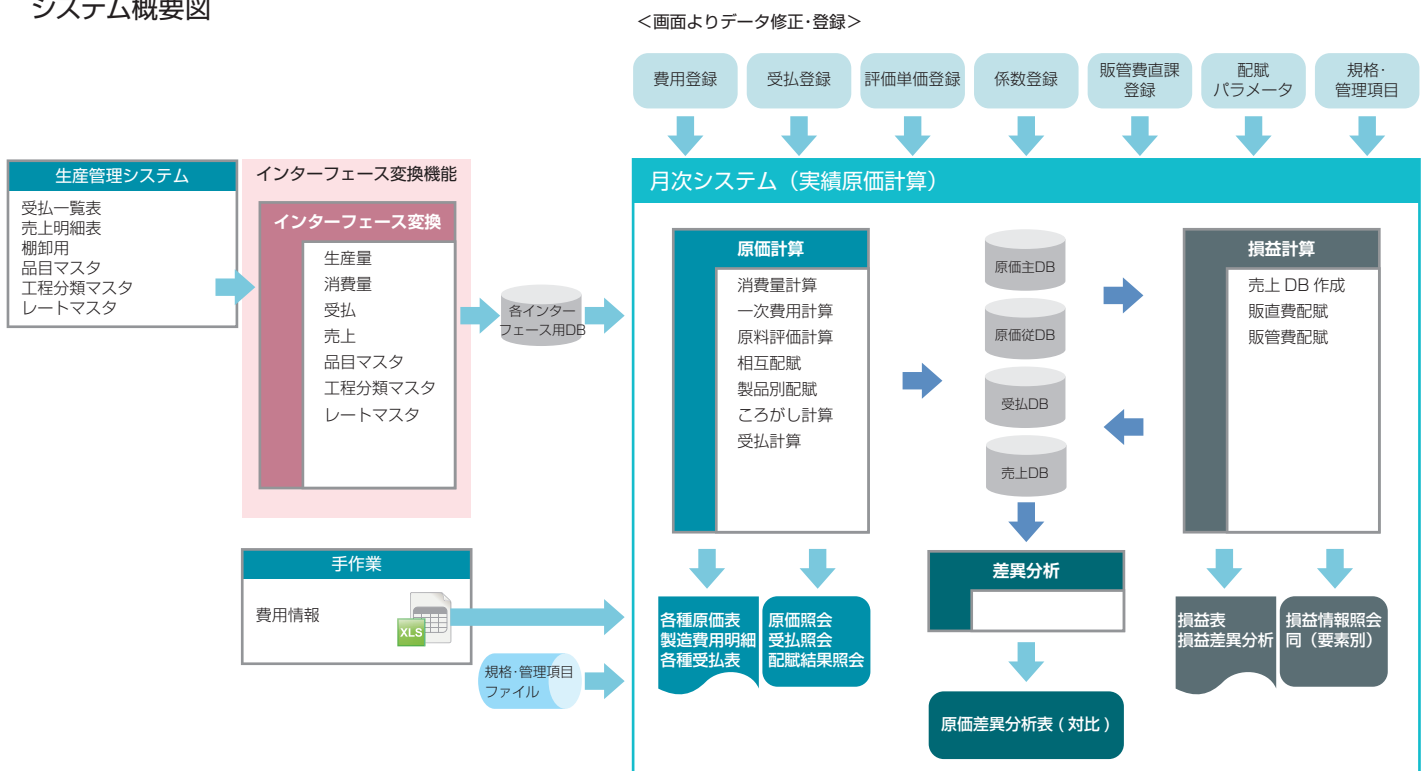 システム概要図
＜画面よりデータ修正・登録＞
費用登録
受払登録
評価単価登録
係数登録
販管費直課
登録
配賦
パラメータ
規格・
管理項目
生産管理システム
受払一覧表
売上明細表
棚卸用
品目マスタ
工程分類マスタ
レートマスタ
インターフェース変換機能
インターフェース変換
生産量
消費量
受払
売上
品目マスタ
工程分類マスタ
レートマスタ
各インター
フェース用DB
手作業
費用情報
XLS
規格・管理項目
ファイル
月次システム（実績原価計算）
原価計算
消費量計算
一次費用計算
原料評価計算
相互配賦
製品別配賦
ころがし計算
受払計算
原価主DB
原価従DB
受払DB
売上DB
損益計算
売上 DB 作成
販直費配賦
販管費配賦
各種原価表
製造費用明細
各種受払表
原価照会
受払照会
配賦結果照会
差異分析
原価差異分析表 ( 対比 )
損益表
損益差異分析
損益情報照会
同（要素別）